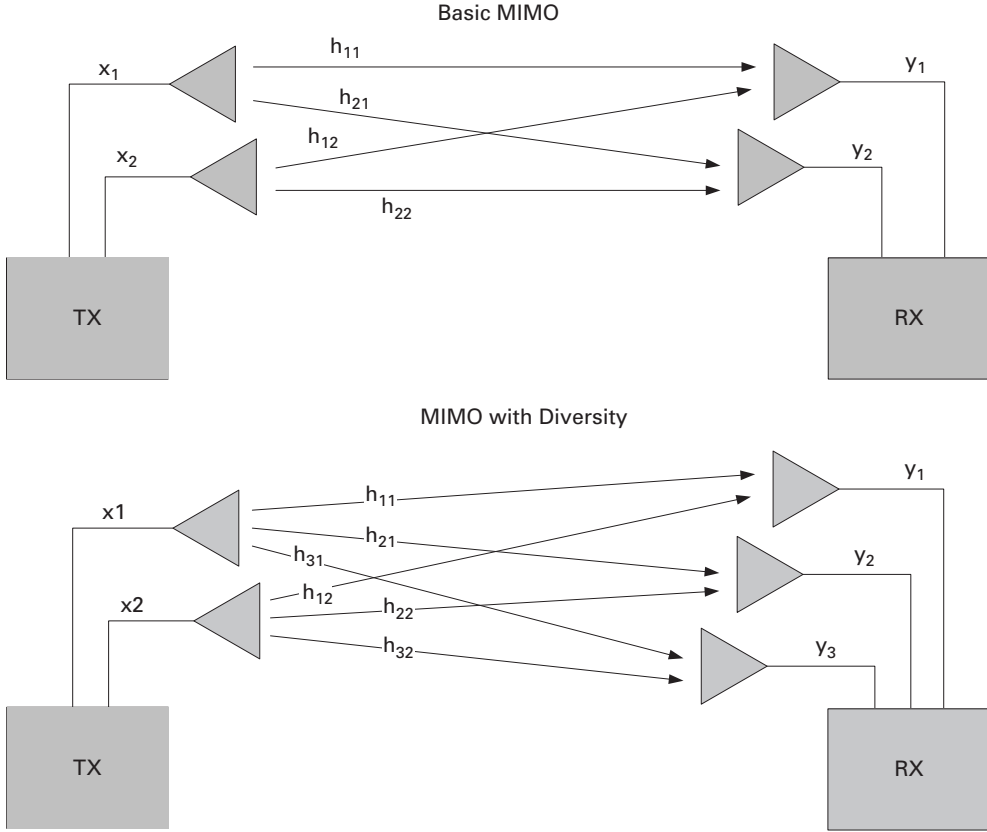 Basic MIMO
h₁₁
x₁
y₁
h₂₁
h₁₂
x₂
y₂
h₂₂
TX
RX
MIMO with Diversity
y₁
h₁₁
x1
h₂₁
h₃₁
y₂
h₁₂
x2
h₂₂
h₃₂
y₃
TX
RX